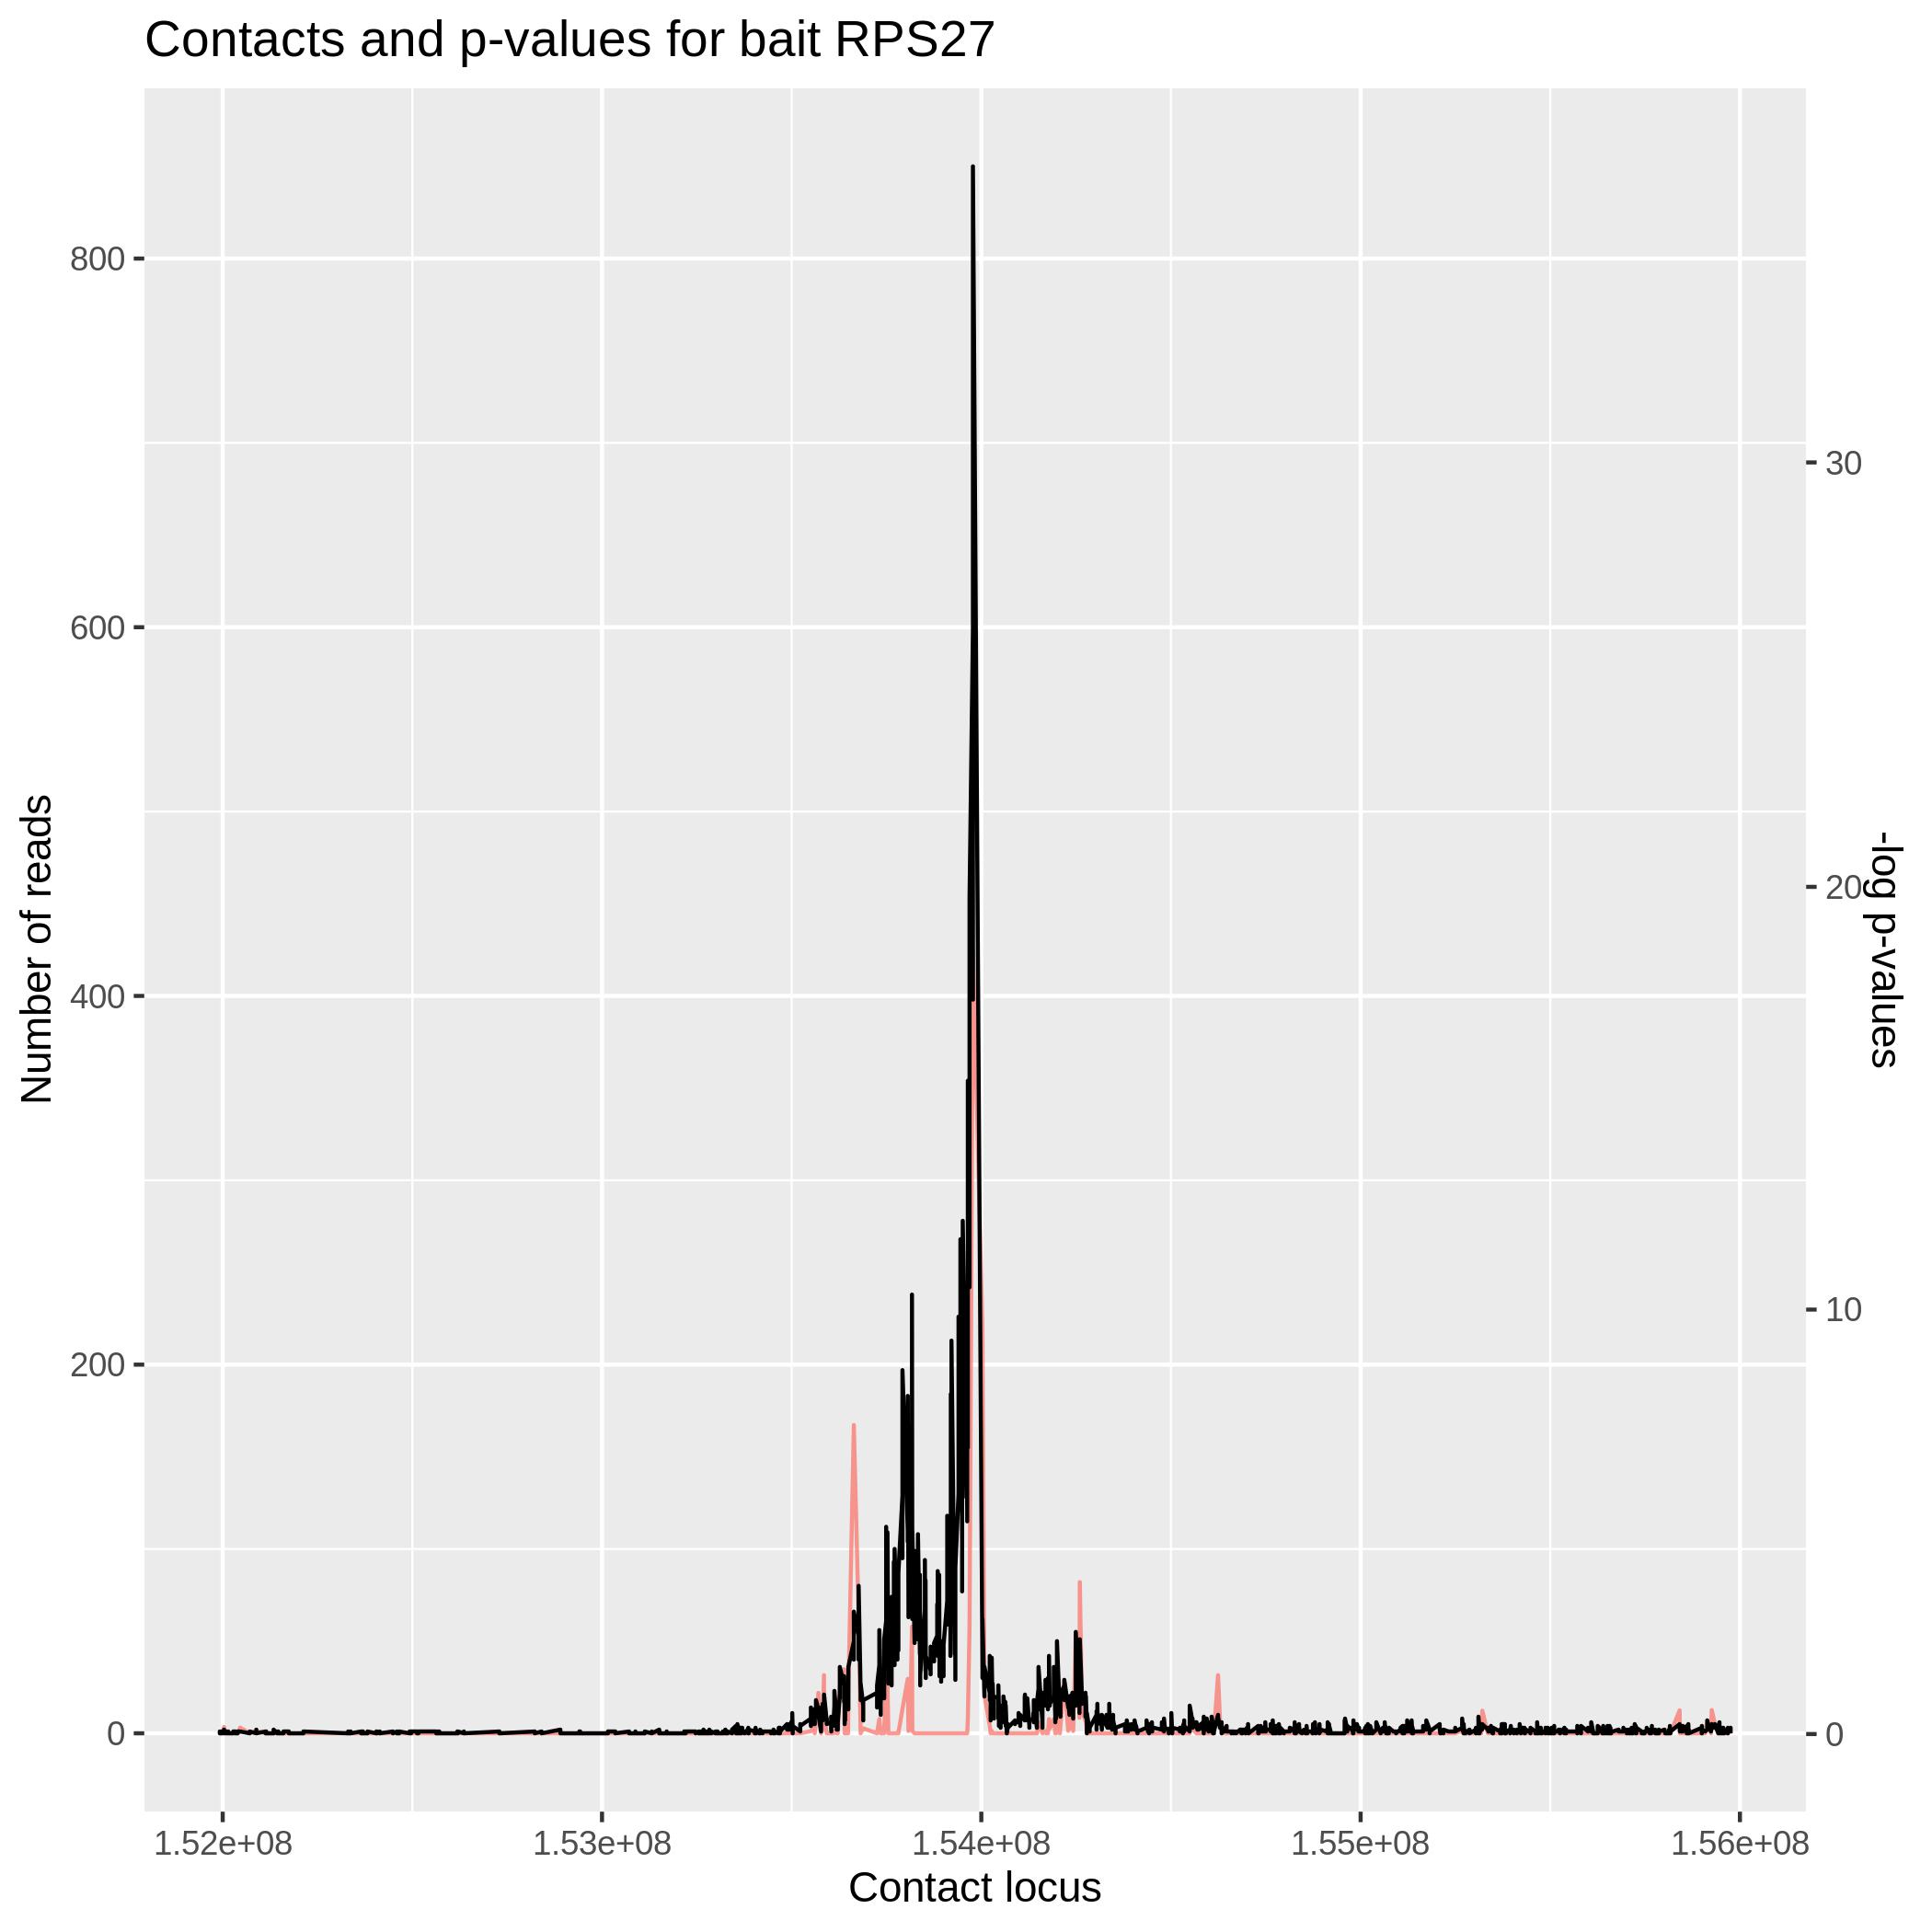 Contacts and p-values for bait RPS27
800
600
400
200
0
Number of reads
30
20
10
0
-log p-values
1.52e+08
1.53e+08
1.54e+08
1.55e+08
1.56e+08
Contact locus